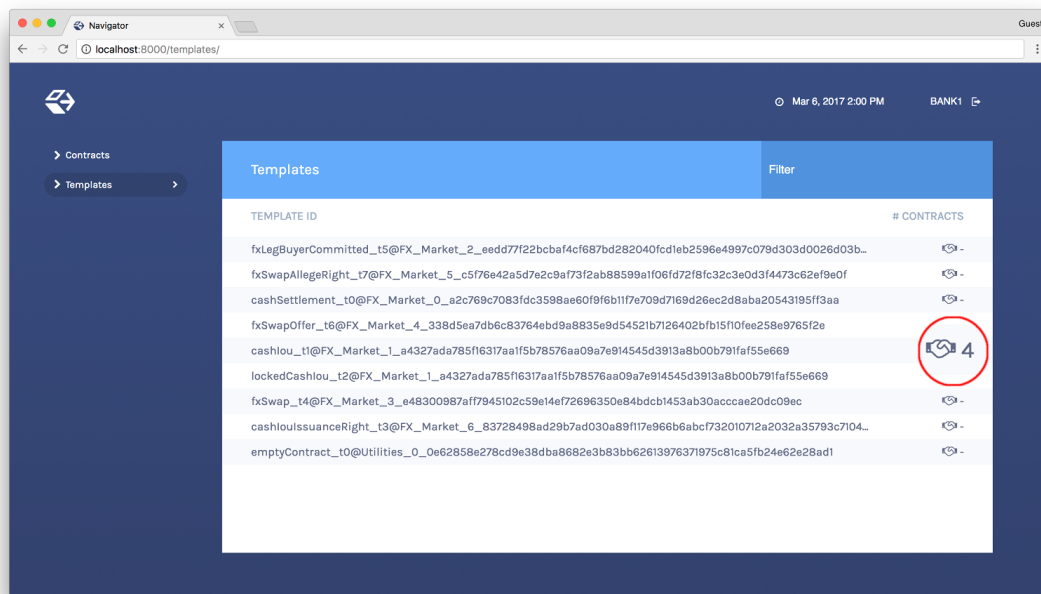 Navigator
Guest
localhost:8000/templates/
Mar 6, 2017 2:00 PM
BANK1
Contracts
Templates
Templates
Filter
TEMPLATE ID
# CONTRACTS
fxLegBuyerCommitted_t5@FX_Market_2_eedd77f22bcbaf4cf687bd282040fcd1eb2596e4997c079d303d0026d03b... -
fxSwapAllegeRight_t7@FX_Market_5_c5f76e42a5d7e2c9af73f2ab88599a1f06fd72f8fc32c3e0d3f4473c62ef9e0f -
cashSettlement_t0@FX_Market_0_a2c769c7083fdc3598ae60f9f6b11f7e709d7169d26ec2d8aba20543195ff3aa -
fxSwapOffer_t6@FX_Market_4_338d5ea7db6c83764ebd9a8835e9d54521b7126402bfb15f10fee258e9765f2e
cashIou_t1@FX_Market_1_a4327ada785f16317aa1f5b78576aa09a7e914545d3913a8b00b791faf55e669 4
lockedCashIou_t2@FX_Market_1_a4327ada785f16317aa1f5b78576aa09a7e914545d3913a8b00b791faf55e669
fxSwap_t4@FX_Market_3_e48300987aff7945102c59e14ef72696350e84bdcb1453ab30acccae20dc09ec -
cashIouIssuanceRight_t3@FX_Market_6_83728498ad29b7ad030a89f117e966b6abcf732010712a2032a35793c7104... -
emptyContract_t0@Utilities_0_0e62858e278cd9e38dba8682e3b83bb62613976371975c81ca5fb24e62e28ad1 -